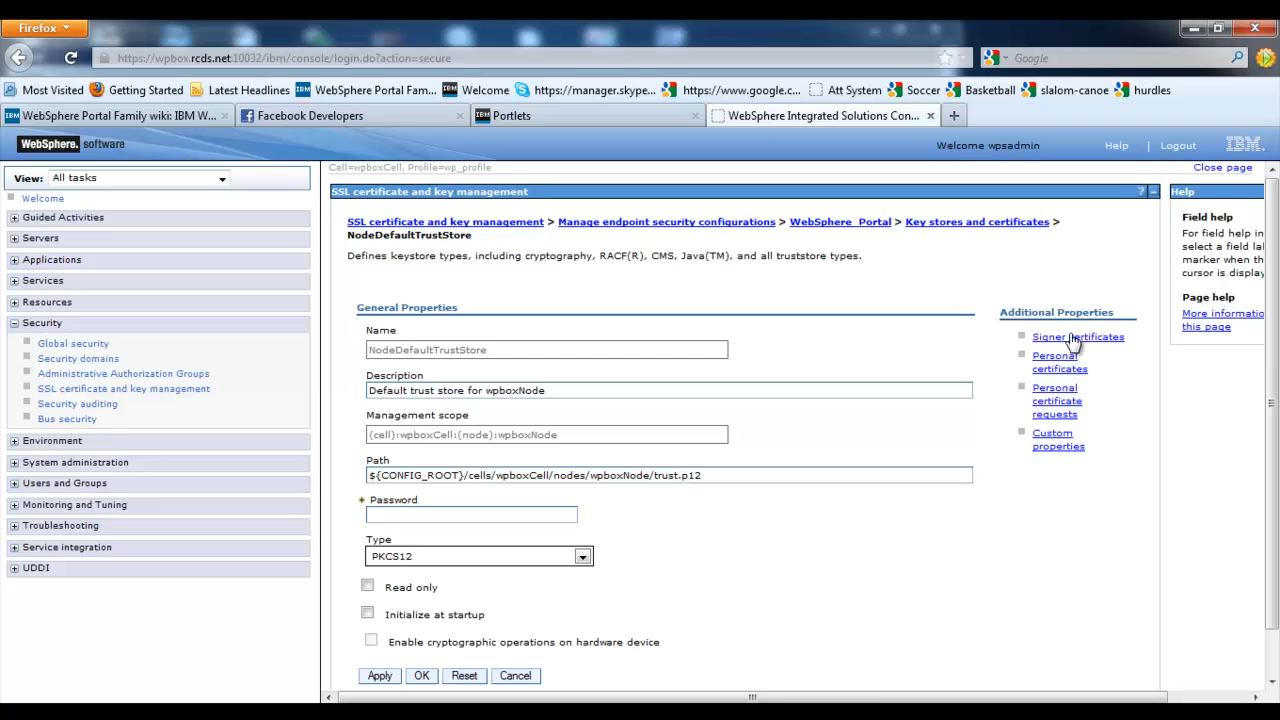 Firefox
https://wpbox.rcds.net:10032/ibm/console/login.do?action=secure
Google
Most Visited
Getting Started
Latest Headlines
WebSphere Portal Fam...
Welcome
https://manager.skype...
https://www.google.c...
Att System
Soccer
Basketball
slalom-canoe
hurdles
WebSphere Portal Family wiki: IBM W...
Facebook Developers
Portlets
WebSphere Integrated Solutions Con...
WebSphere. software
Welcome wpsadmin
Help
Logout
IBM
View: All tasks
Welcome
Guided Activities
Servers
Applications
Services
Resources
Security
Global security
Security domains
Administrative Authorization Groups
SSL certificate and key management
Security auditing
Bus security
Environment
System administration
Users and Groups
Monitoring and Tuning
Troubleshooting
Service integration
UDDI
Cell=wpboxCell, Profile=wp_profile
Close page
SSL certificate and key management
SSL certificate and key management > Manage endpoint security configurations > WebSphere_Portal > Key stores and certificates >
NodeDefaultTrustStore
Defines keystore types, including cryptography, RACF(R), CMS, Java(TM), and all truststore types.
General Properties
Name
NodeDefaultTrustStore
Description
Default trust store for wpboxNode
Management scope
(cell):wpboxCell:(node):wpboxNode
Path
${CONFIG_ROOT}/cells/wpboxCell/nodes/wpboxNode/trust.p12
Password
Type
PKCS12
Read only
Initialize at startup
Enable cryptographic operations on hardware device
Apply
OK
Reset
Cancel
Additional Properties
Signer certificates
Personal
certificates
Personal
certificate
requests
Custom
properties
Help
Field help
For field help in
select a field la
marker when th
cursor is display
Page help
More informatio
this page